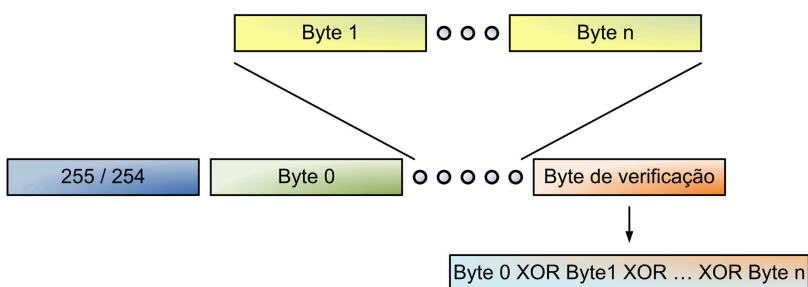 Byte 1
Byte n
255 / 254
Byte 0
Byte de verificação
Byte 0 XOR Byte1 XOR … XOR Byte n